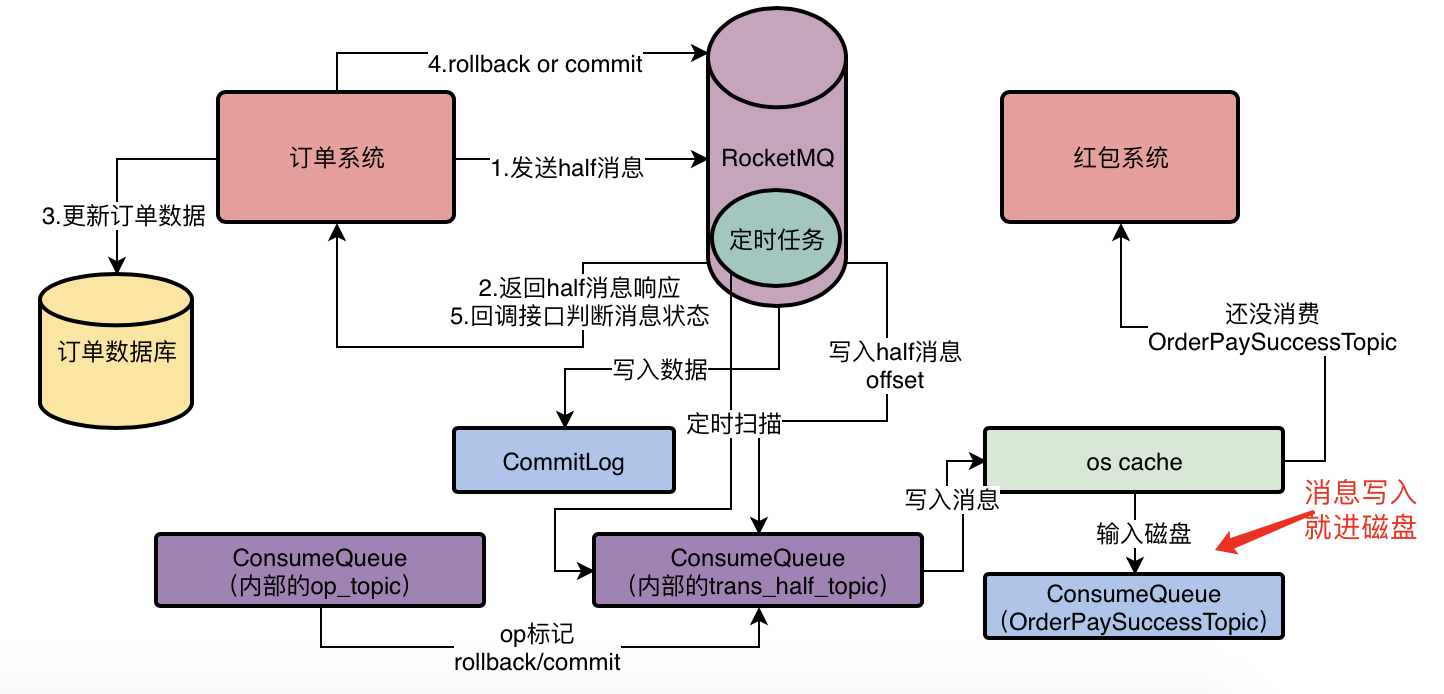 4.rollback or commit
订单系统
1.发送half消息
RocketMQ
红包系统
3.更新订单数据
定时任务
2.返回half消息响应
5.回调接口判断消息状态
订单数据库
写入数据
写入half消息
offset
还没消费
OrderPaySuccessTopic
定时扫描
CommitLog
os cache
写入消息
消息写入
就进磁盘
输入磁盘
ConsumeQueue
（内部的op_topic）
ConsumeQueue
（内部的trans_half_topic）
ConsumeQueue
（OrderPaySuccessTopic）
op标记
rollback/commit